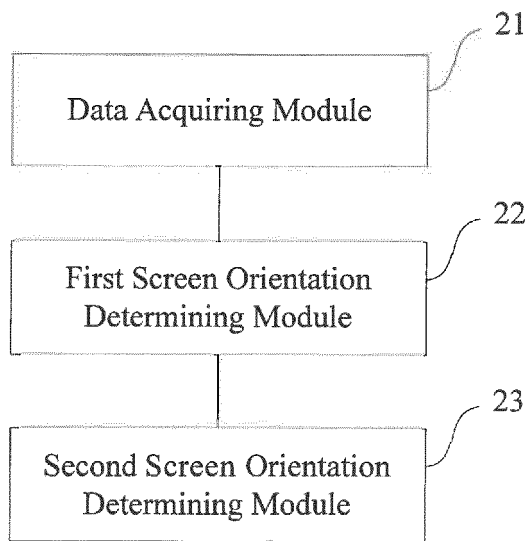 21
Data Acquiring Module
22
First Screen Orientation
Determining Module
23
Second Screen Orientation
Determining Module